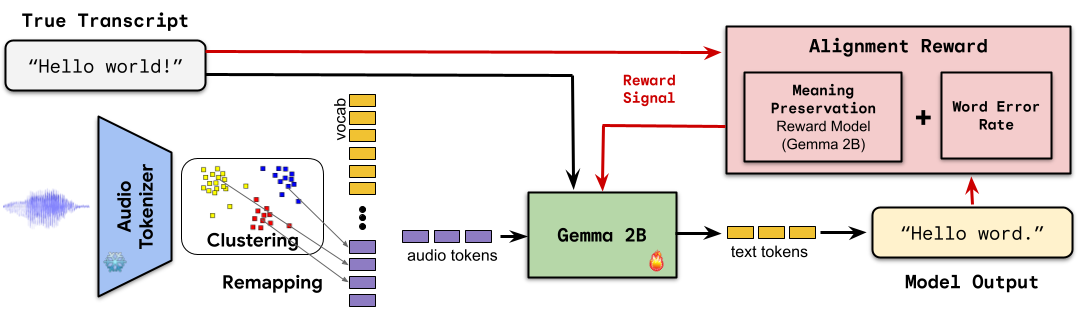 True Transcript
“Hello world!”
Audio
Tokenizer
Clustering
Remapping
vocab
audio tokens
Gemma 2B
Reward
Signal
text tokens
Alignment Reward
Meaning
Preservation
Reward Model
(Gemma 2B)
+
Word Error
Rate
“Hello word.”
Model Output